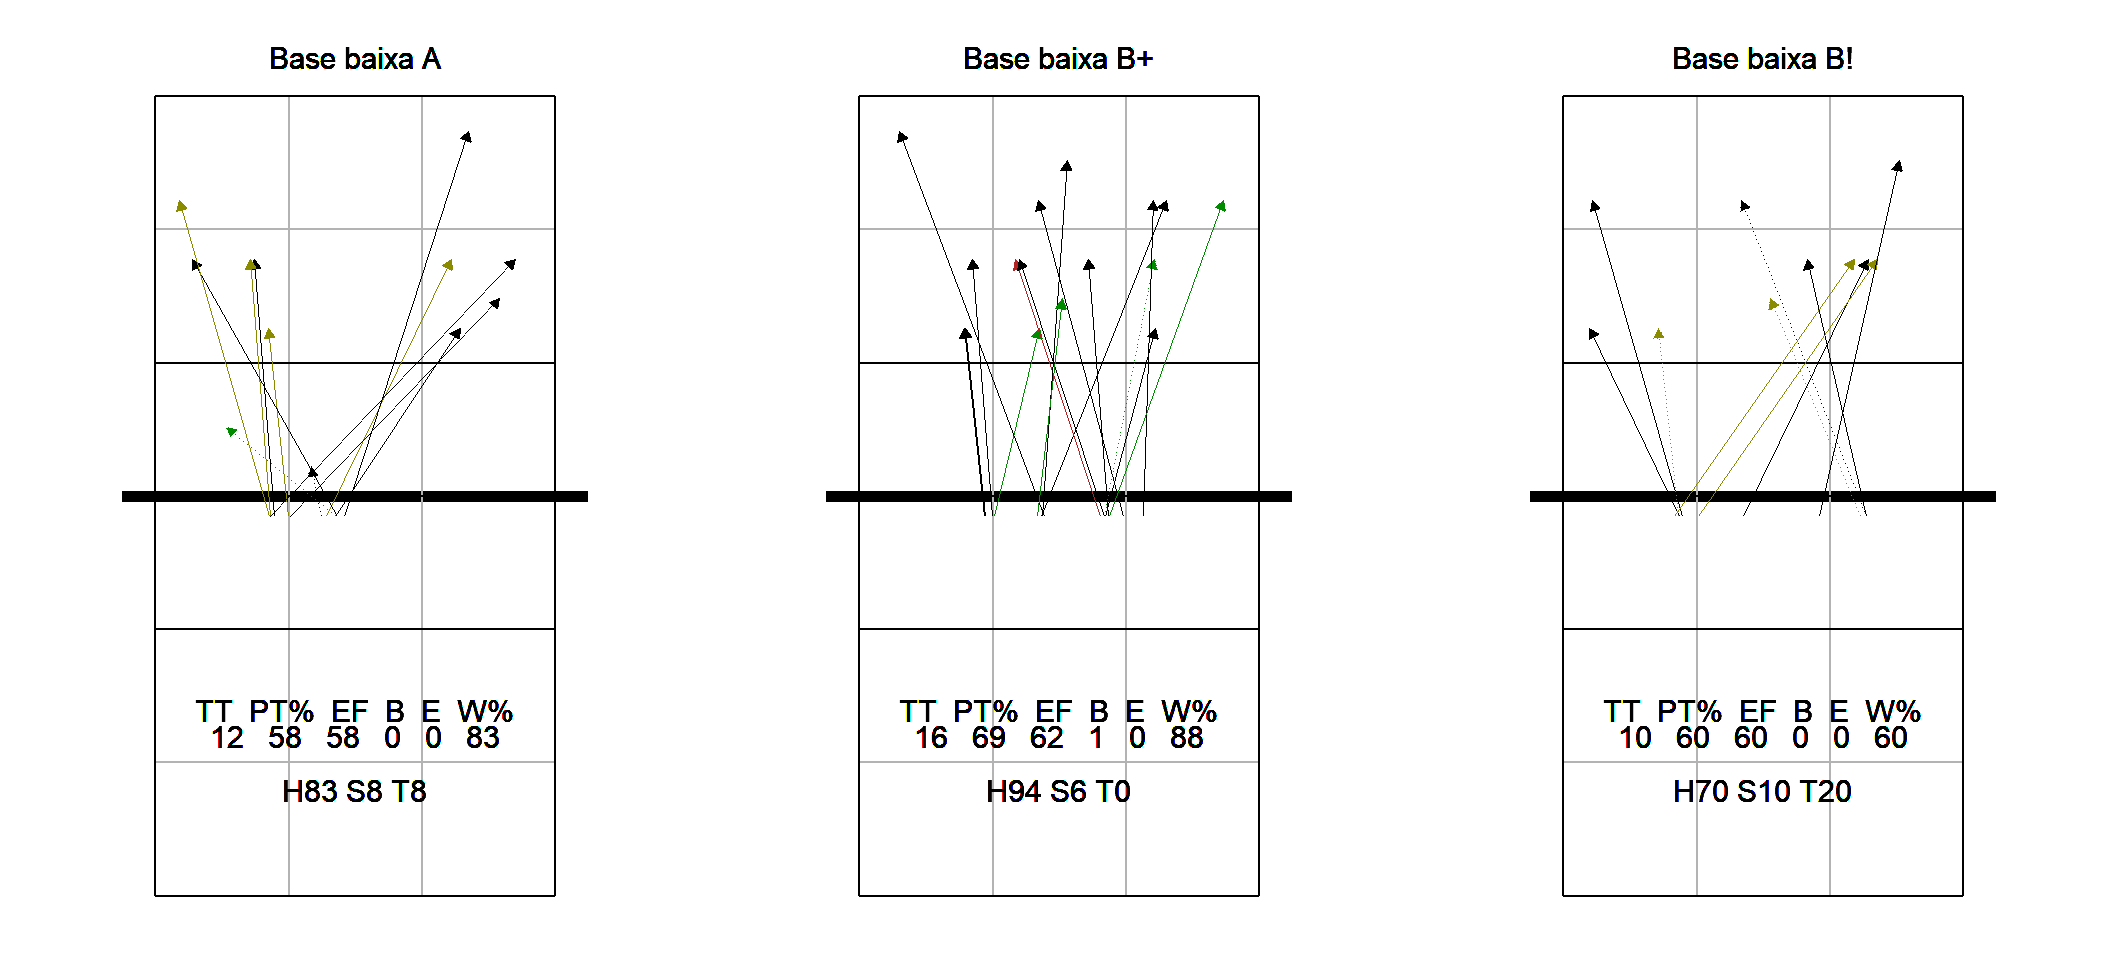 Base baixa A
TT PT% EF B E W%
12 58 58 0 0 83
H83 S8 T8
Base baixa B+
TT PT% EF B E W%
16 69 62 1 0 88
H94 S6 T0
Base baixa B!
TT PT% EF B E W%
10 60 60 0 0 60
H70 S10 T20